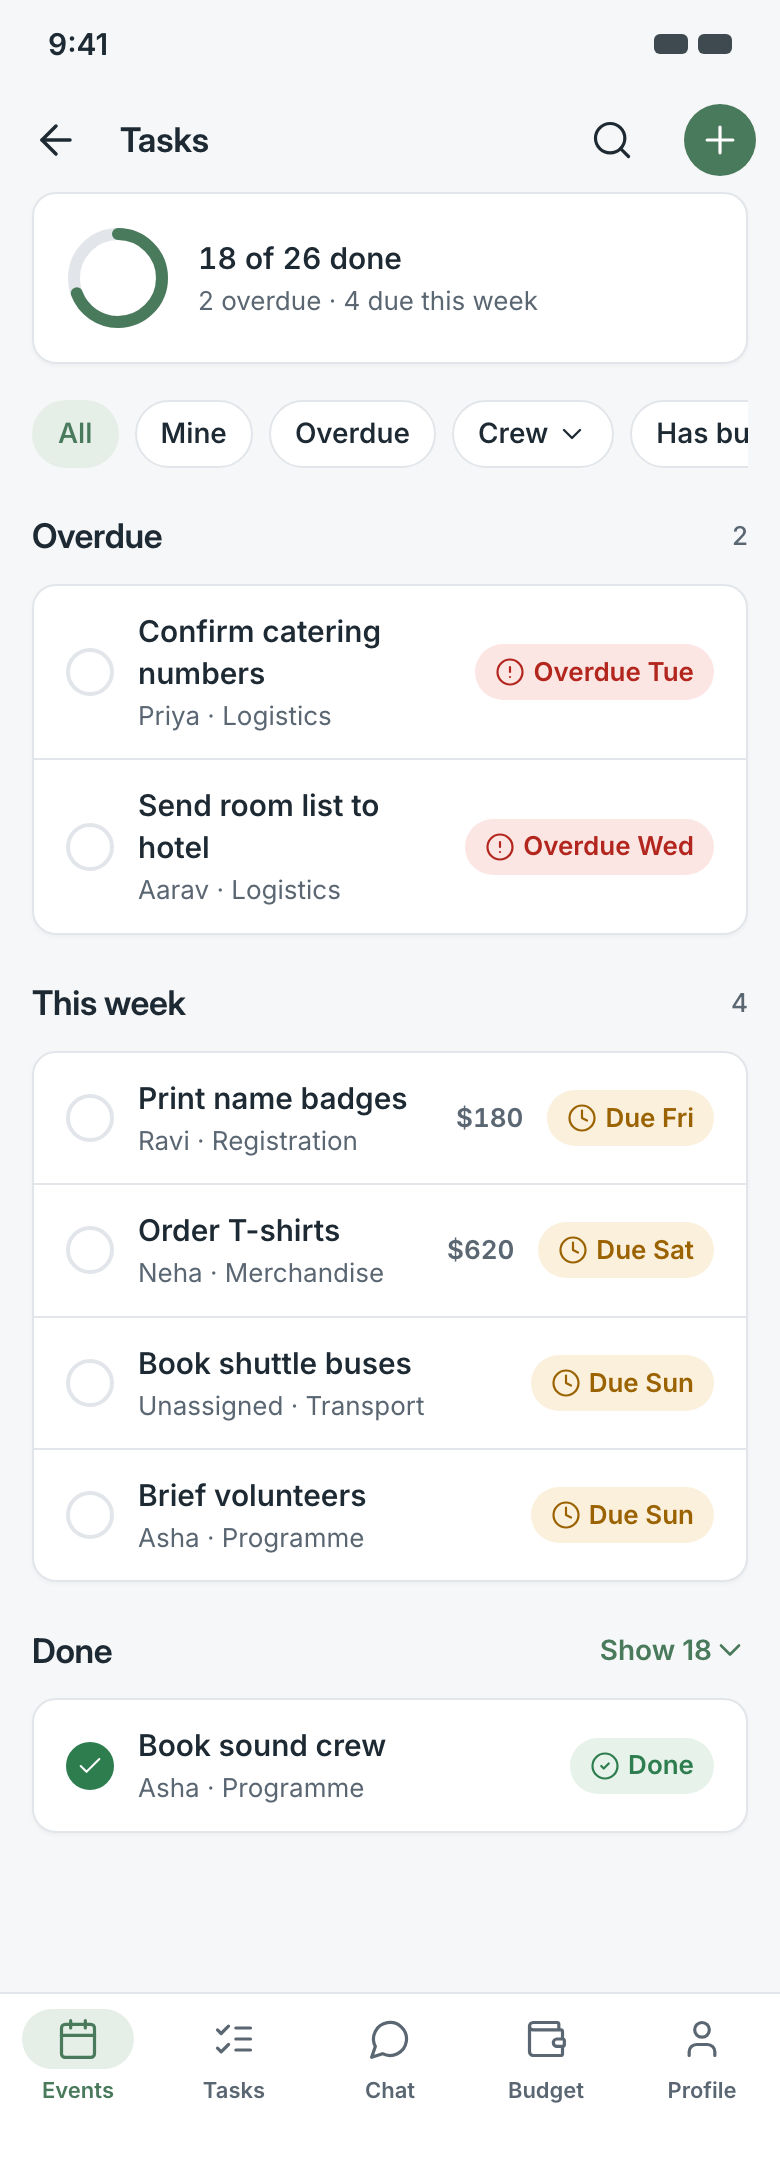 9:41
Tasks
18 of 26 done
2 overdue · 4 due this week
All
Mine
Overdue
Crew
Has bu
Overdue
2
Confirm catering
numbers
Priya · Logistics
Overdue Tue
Send room list to
hotel
Aarav · Logistics
Overdue Wed
This week
4
Print name badges
Ravi · Registration
$180
Due Fri
Order T-shirts
Neha · Merchandise
$620
Due Sat
Book shuttle buses
Unassigned · Transport
Due Sun
Brief volunteers
Asha · Programme
Due Sun
Done
Show 18
Book sound crew
Asha · Programme
Done
Events
Tasks
Chat
Budget
Profile